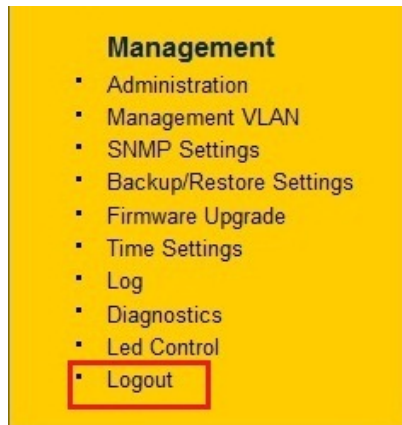 Management
Administration
Management VLAN
SNMP Settings
Backup/Restore Settings
Firmware Upgrade
Time Settings
Log
Diagnostics
Led Control
Logout